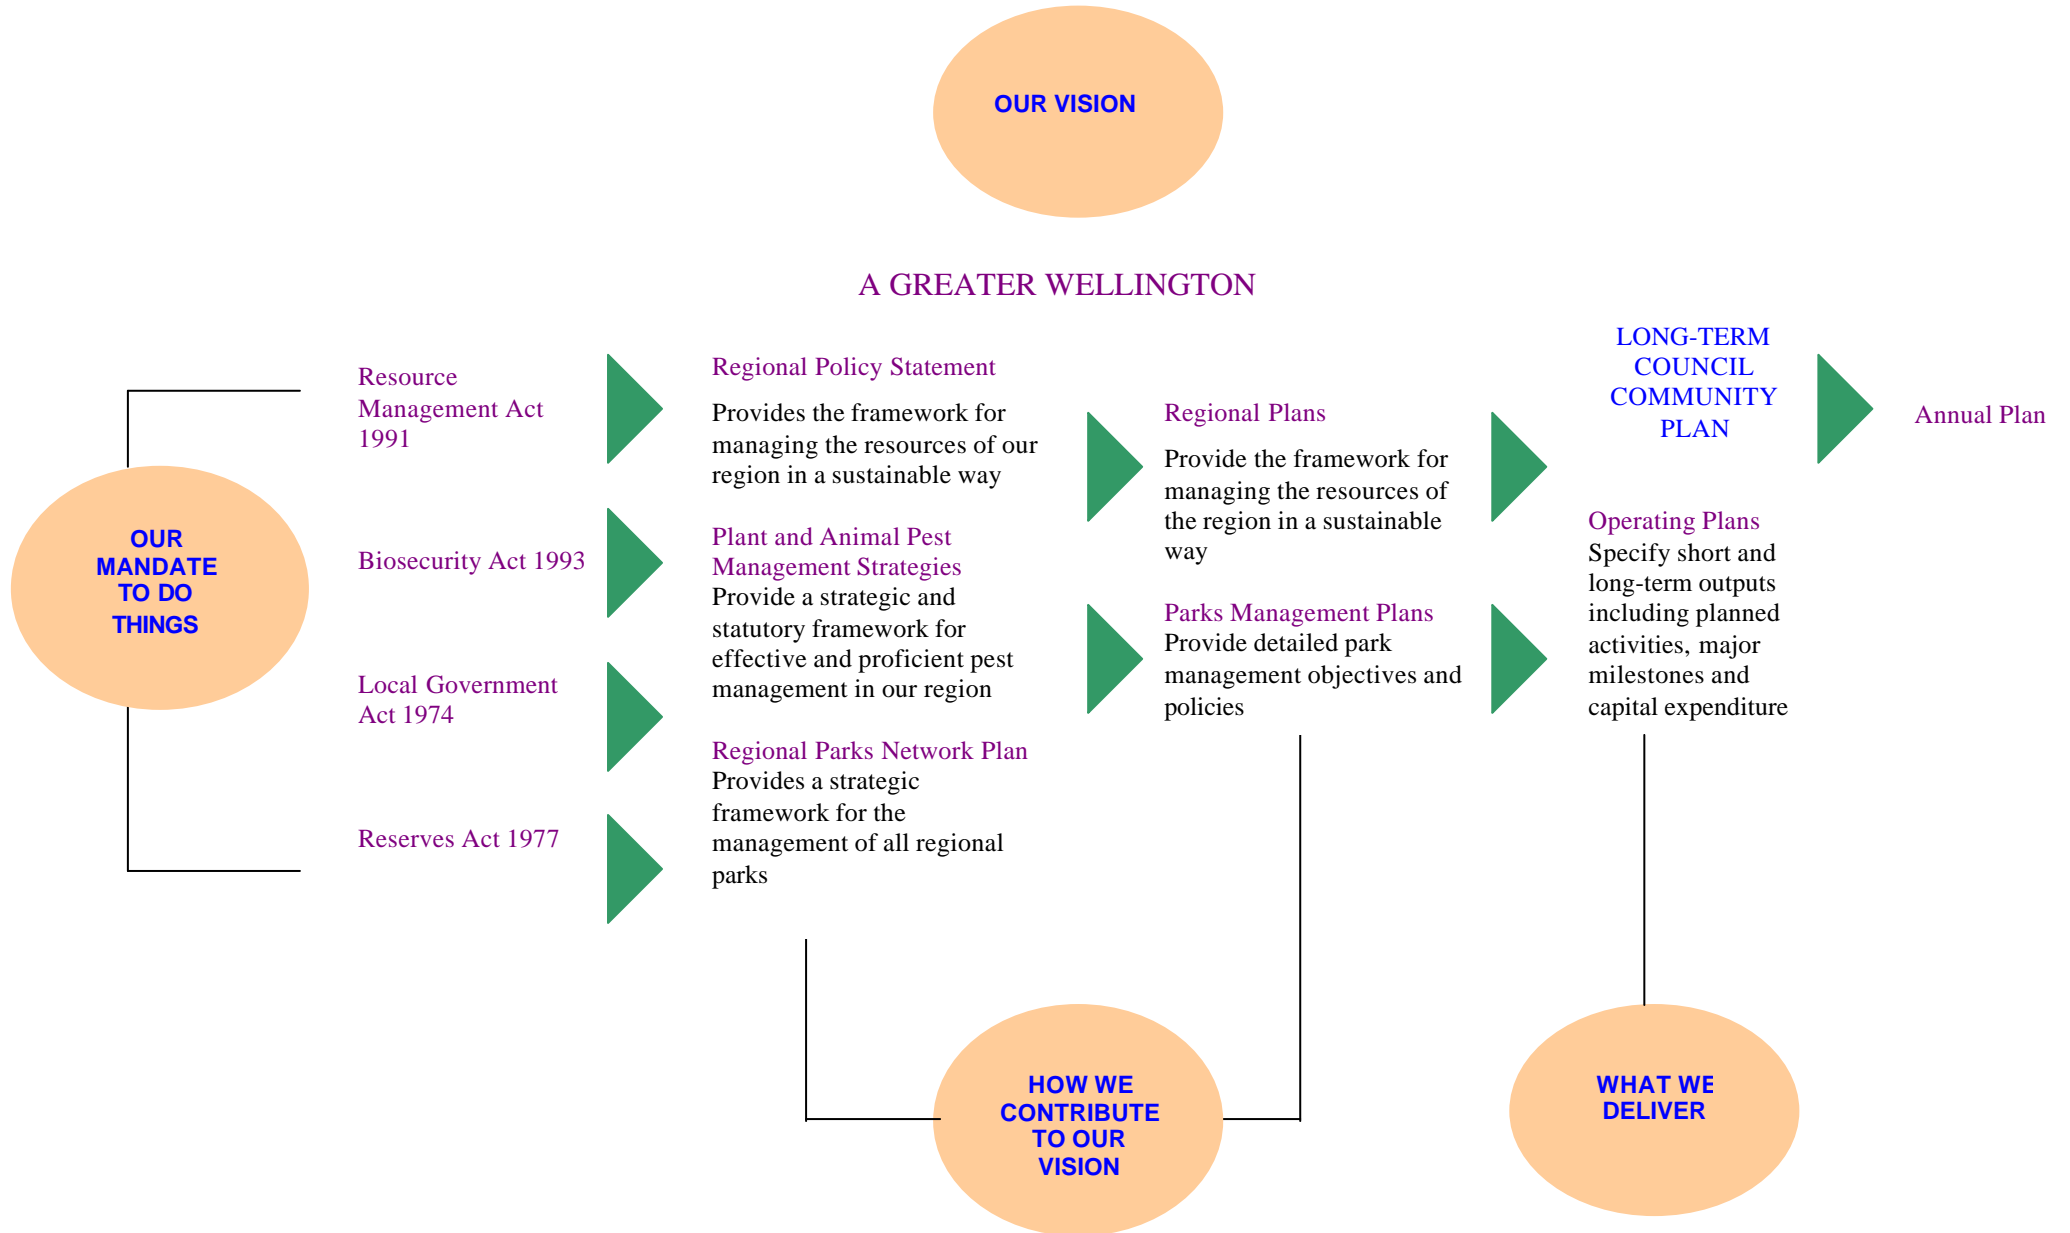 OUR VISION
A GREATER WELLINGTON
OUR
MANDATE
TO DO
THINGS
Resource
Management Act
1991
Biosecurity Act 1993
Local Government
Act 1974
Reserves Act 1977
Regional Policy Statement
Provides the framework for
managing the resources of our
region in a sustainable way
Plant and Animal Pest
Management Strategies
Provide a strategic and
statutory framework for
effective and proficient pest
management in our region
Regional Parks Network Plan
Provides a strategic
framework for the
management of all regional
parks
Regional Plans
Provide the framework for
managing the resources of
the region in a sustainable
way
Parks Management Plans
Provide detailed park
management objectives and
policies
LONG-TERM
COUNCIL
COMMUNITY
PLAN
Operating Plans
Specify short and
long-term outputs
including planned
activities, major
milestones and
capital expenditure
Annual Plan
HOW WE
CONTRIBUTE
TO OUR
VISION
WHAT WE
DELIVER